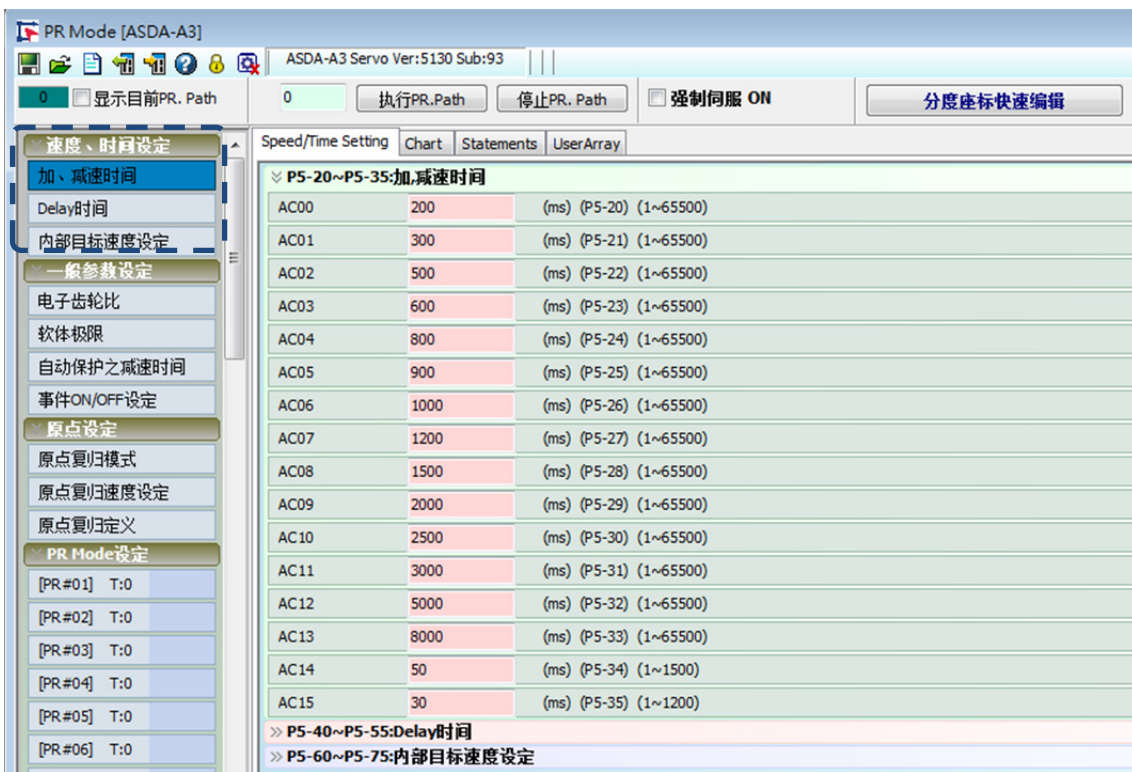 PR Mode [ASDA-A3]
ASDA-A3 Servo Ver:5130 Sub:93
0 显示目前PR. Path 0 执行PR.Path 停止PR. Path 强制伺服 ON 分度座标快速编辑
速度、时间设定
加、减速时间
Delay时间
内部目标速度设定
一般参数设定
电子齿轮比
软体极限
自动保护之减速时间
事件ON/OFF设定
原点设定
原点复归模式
原点复归速度设定
原点复归定义
PR Mode设定
[PR#01] T:0
[PR#02] T:0
[PR#03] T:0
[PR#04] T:0
[PR#05] T:0
[PR#06] T:0
Speed/Time Setting Chart Statements UserArray
P5-20~P5-35:加,减速时间
AC00 200 (ms) (P5-20) (1~65500)
AC01 300 (ms) (P5-21) (1~65500)
AC02 500 (ms) (P5-22) (1~65500)
AC03 600 (ms) (P5-23) (1~65500)
AC04 800 (ms) (P5-24) (1~65500)
AC05 900 (ms) (P5-25) (1~65500)
AC06 1000 (ms) (P5-26) (1~65500)
AC07 1200 (ms) (P5-27) (1~65500)
AC08 1500 (ms) (P5-28) (1~65500)
AC09 2000 (ms) (P5-29) (1~65500)
AC10 2500 (ms) (P5-30) (1~65500)
AC11 3000 (ms) (P5-31) (1~65500)
AC12 5000 (ms) (P5-32) (1~65500)
AC13 8000 (ms) (P5-33) (1~65500)
AC14 50 (ms) (P5-34) (1~1500)
AC15 30 (ms) (P5-35) (1~1200)
P5-40~P5-55:Delay时间
P5-60~P5-75:内部目标速度设定